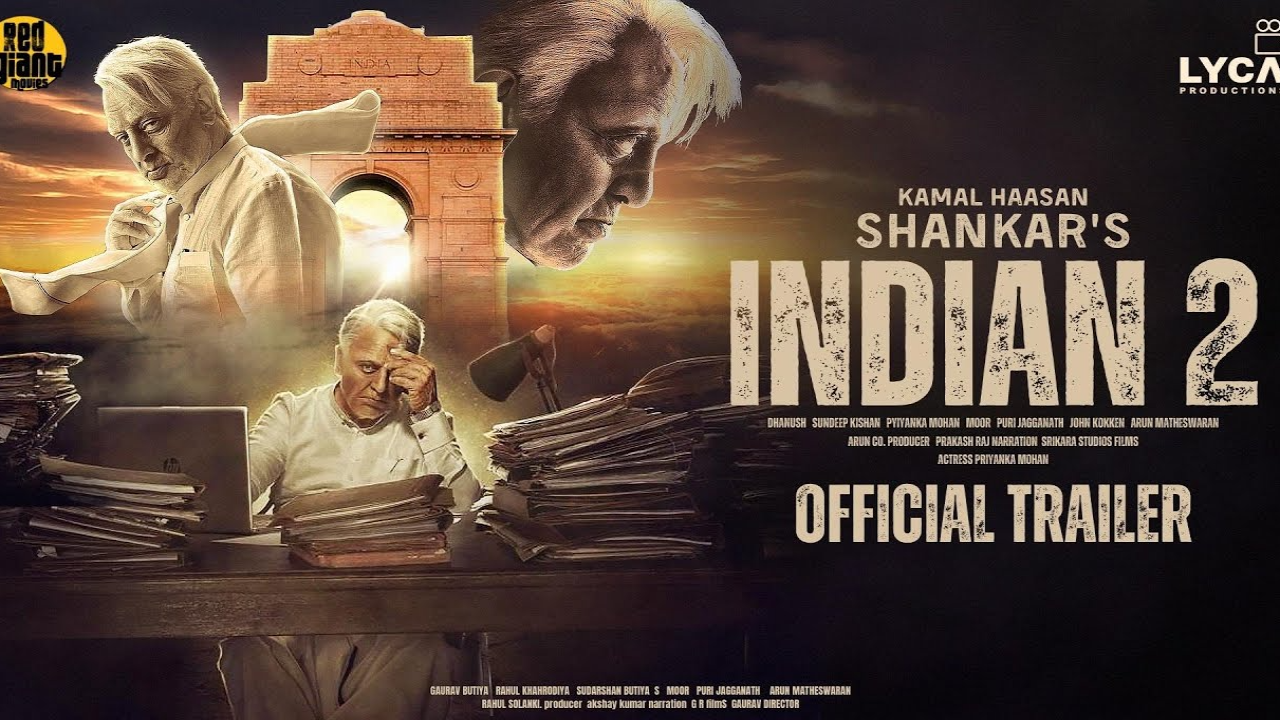 Red
giant
movies
LYCA
PRODUCTIONS
INDIA
KAMAL HAASAN
SHANKAR'S
INDIAN 2
DHANUSH SUNDEEP KISHAN PYIYANKA MOHAN MOOR PURI JAGGANATH JOHN KOKKEN ARUN MATHESWARAN
ARUN CO. PRODUCER PRAKASH RAJ NARRATION SRIKARA STUDIOS FILMS
ACTRESS PRIYANKA MOHAN
OFFICIAL TRAILER
GAURAV BUTIYA RAHUL KHAHRODIYA SUDARSHAN BUTIYA S MOOR PURI JAGGANATH ARUN MATHESWARAN
RAHUL SOLANKI. producer akshay kumar narration G R filmS GAURAV DIRECTOR